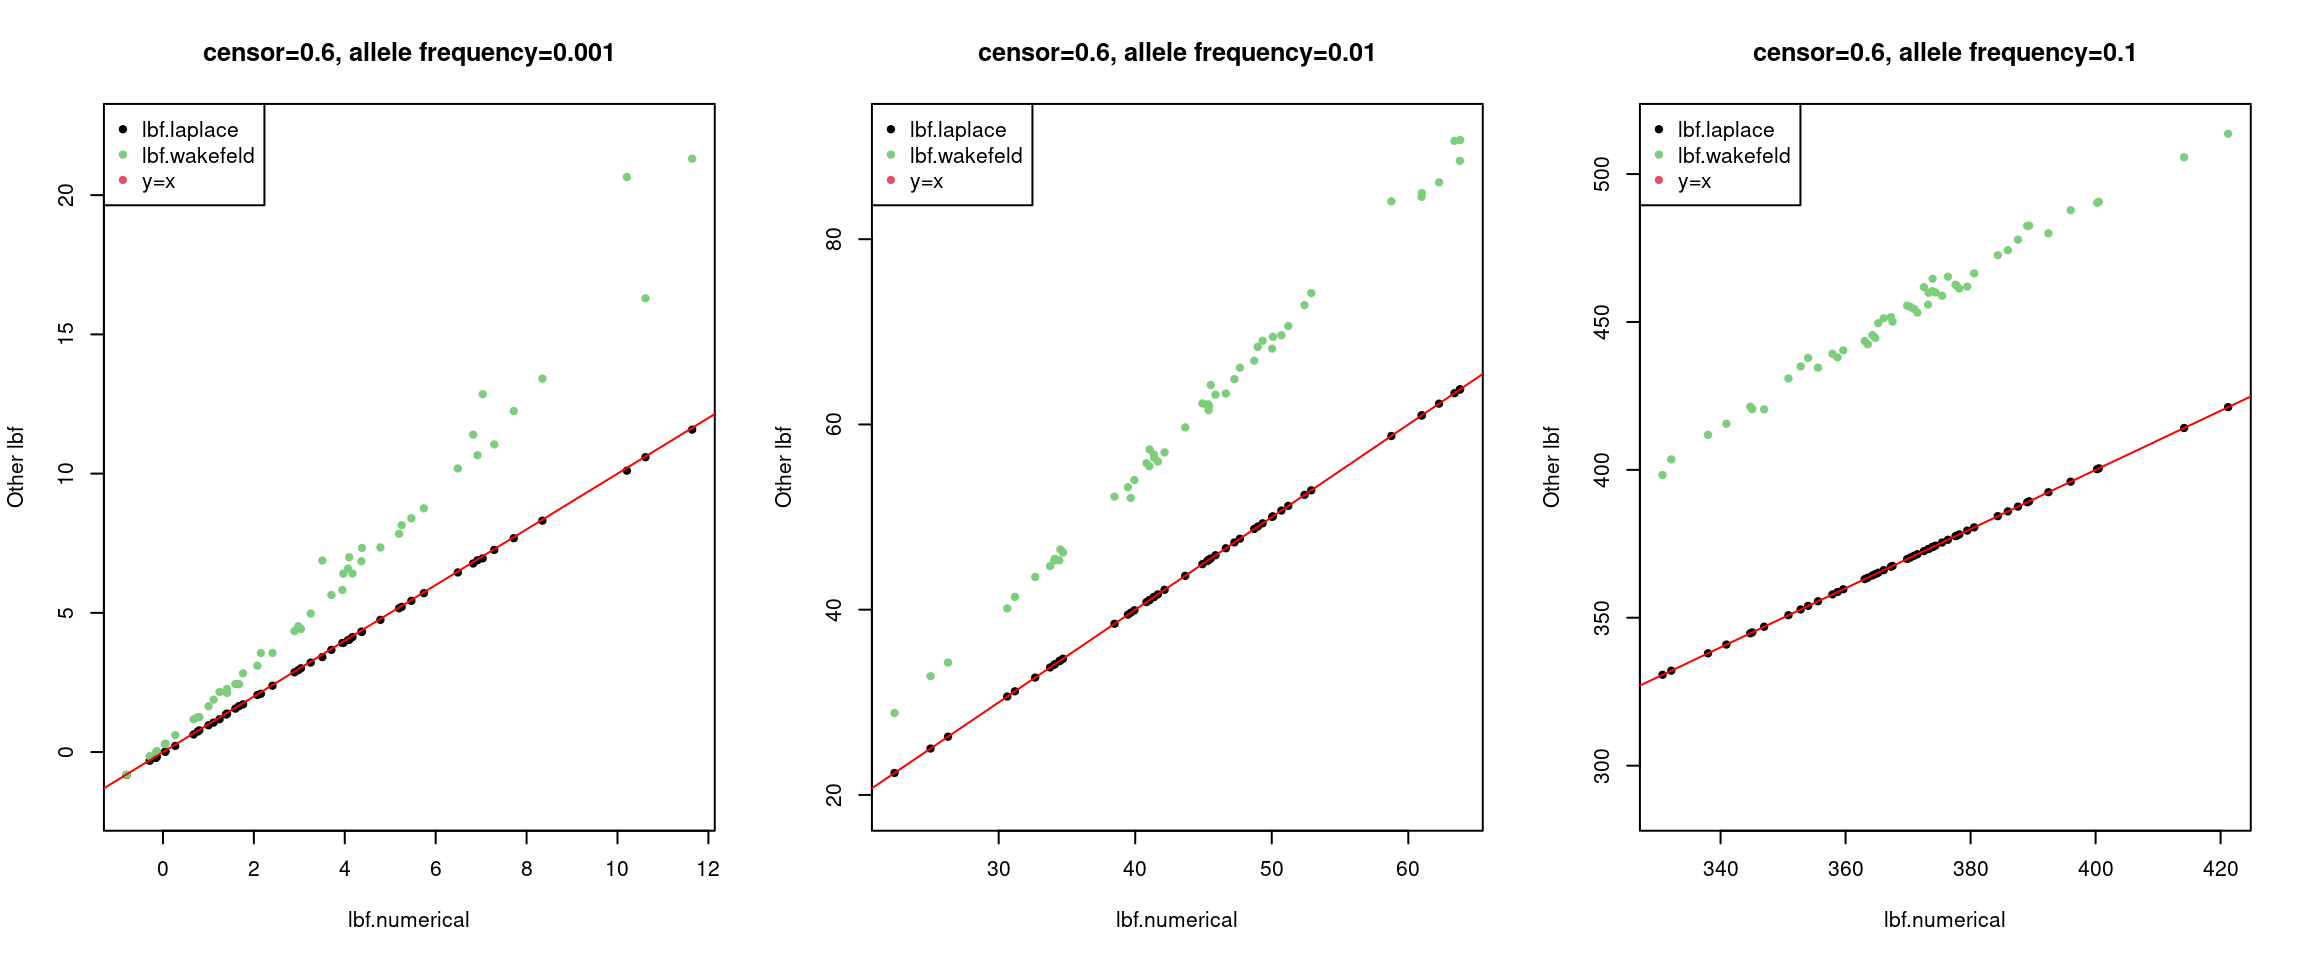 censor=0.6, allele frequency=0.001
lbf.laplace
lbf.wakefeld
y=x
Other lbf
20
15
10
5
0
0 2 4 6 8 10 12
lbf.numerical
censor=0.6, allele frequency=0.01
lbf.laplace
lbf.wakefeld
y=x
Other lbf
80
60
40
20
30 40 50 60
lbf.numerical
censor=0.6, allele frequency=0.1
lbf.laplace
lbf.wakefeld
y=x
Other lbf
500
450
400
350
300
340 360 380 400 420
lbf.numerical